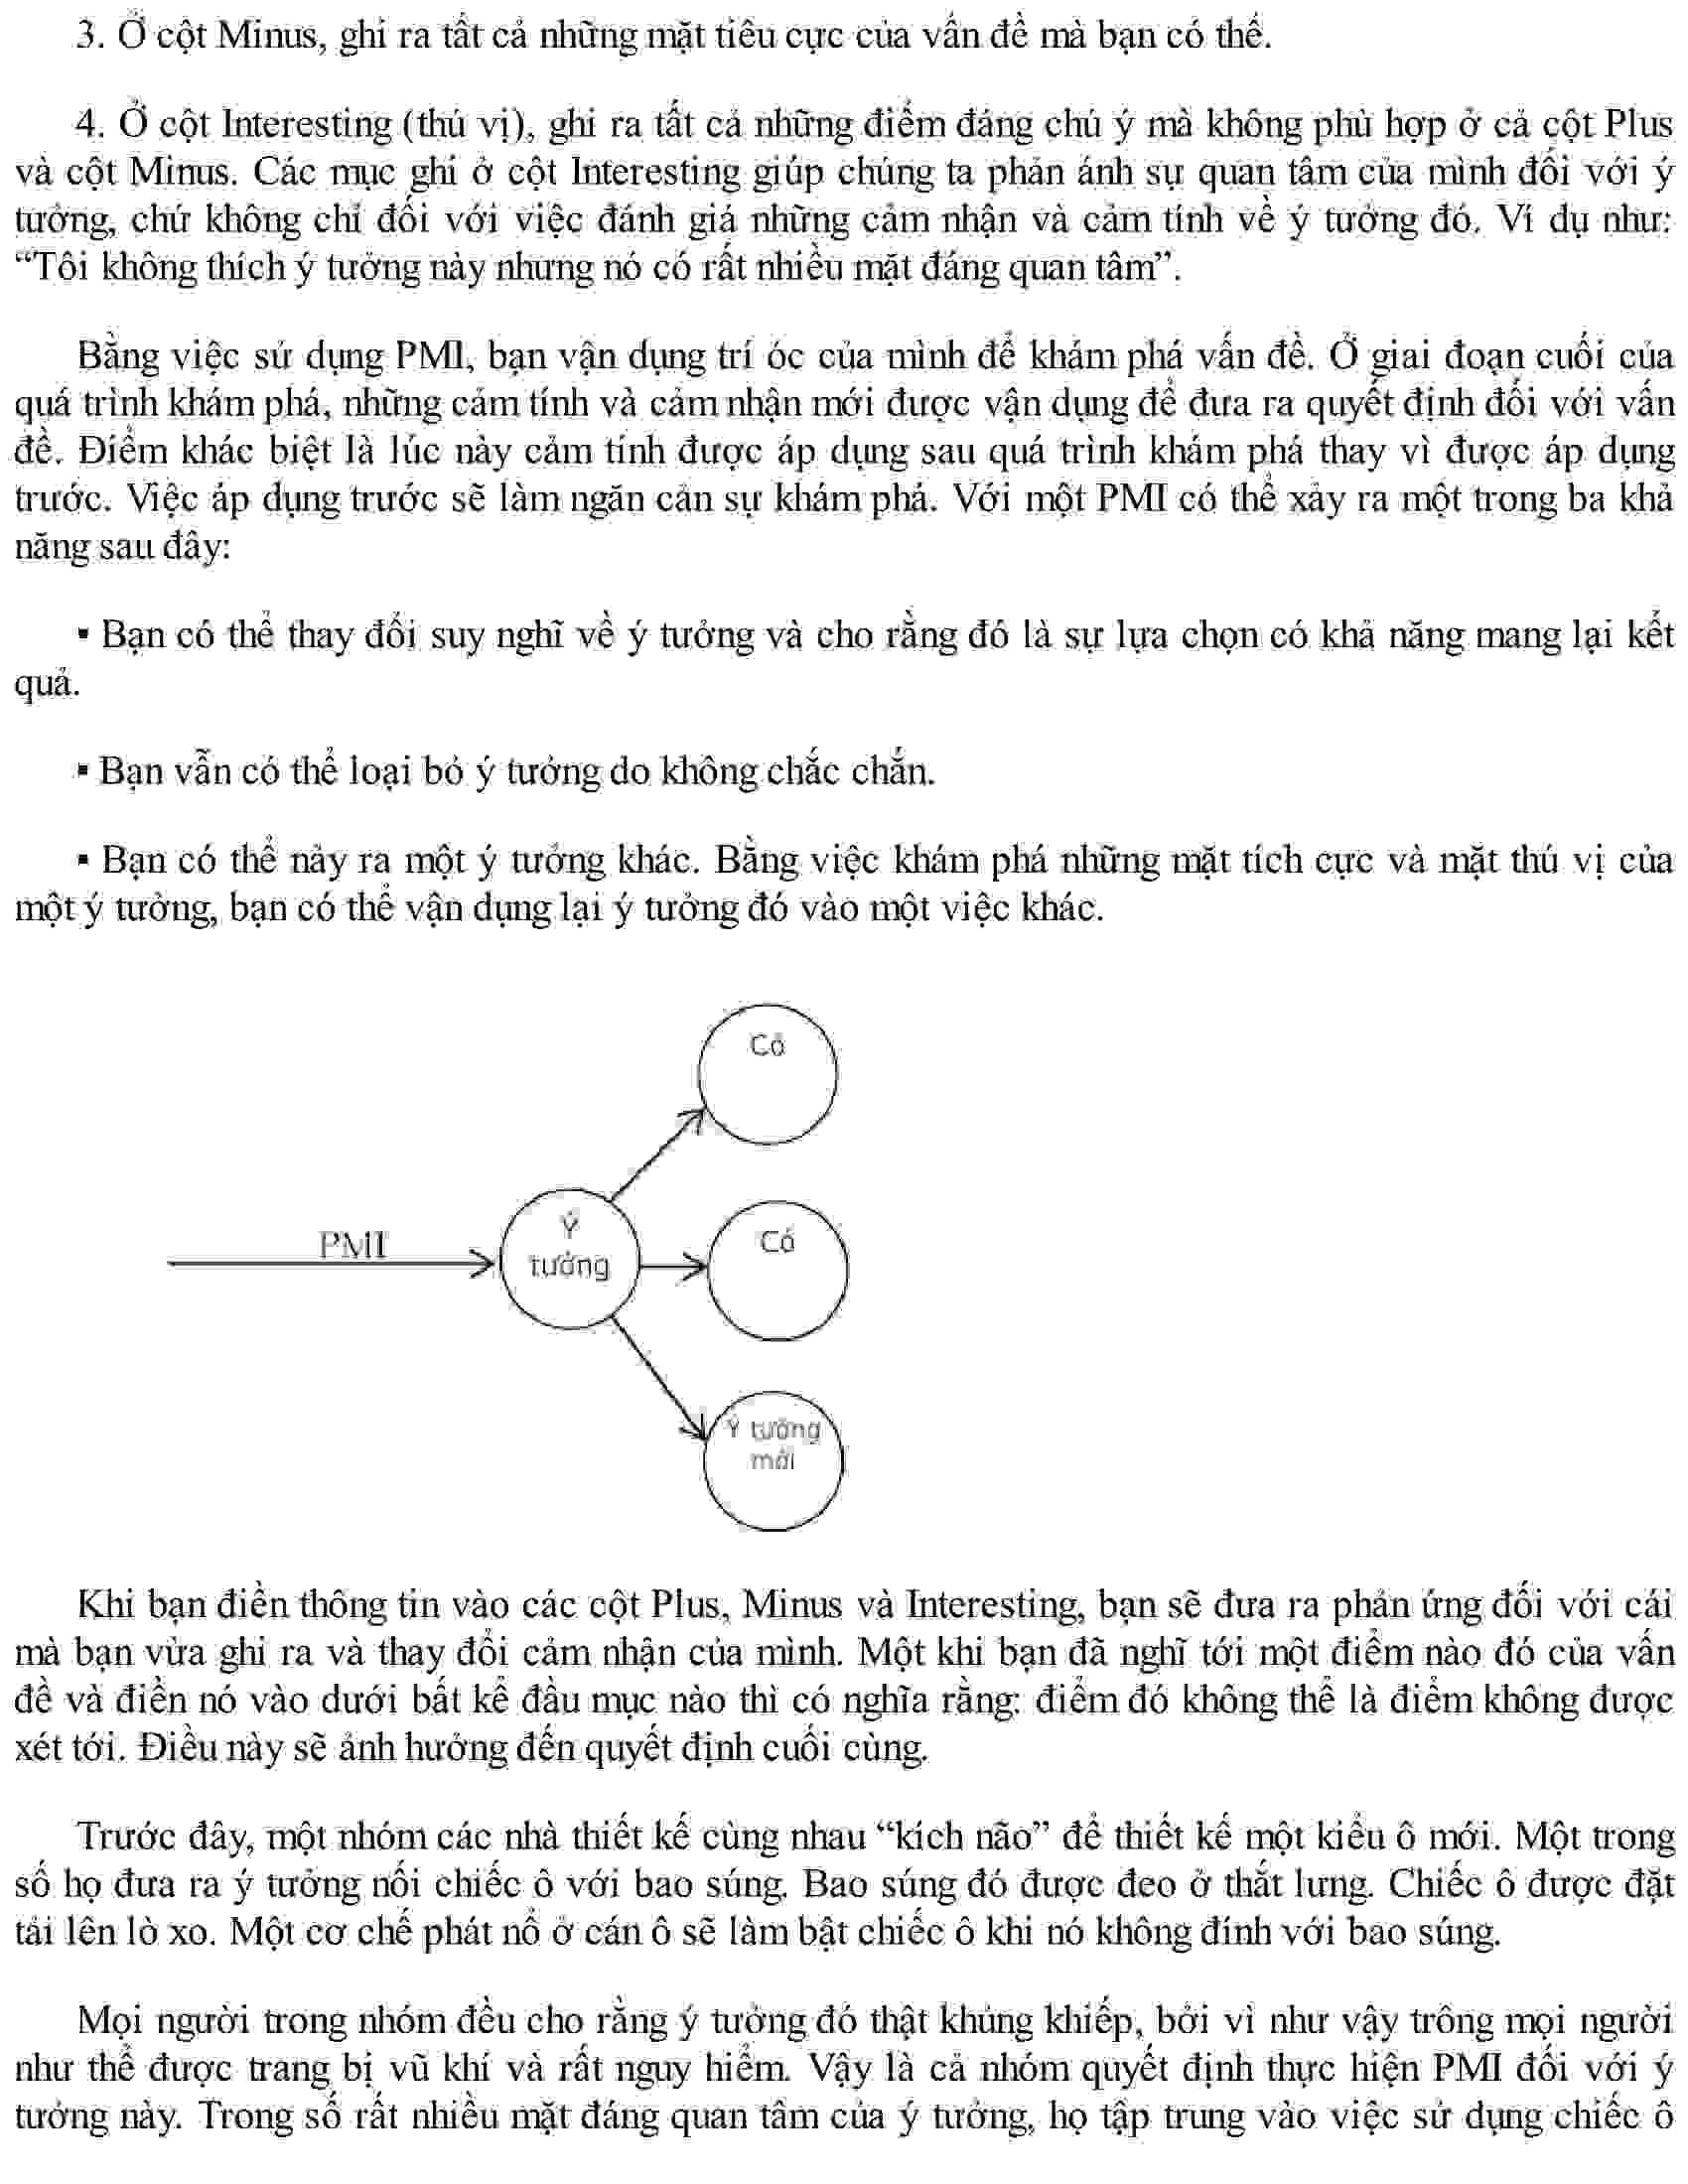 3. Ở cột Minus, ghi ra tất cả những mặt tiêu cực của vấn đề mà bạn có thể.
4. Ở cột Interesting (thú vị), ghi ra tất cả những điểm đáng chú ý mà không phù hợp ở cả cột Plus
và cột Minus. Các mục ghi ở cột Interesting giúp chúng ta phản ánh sự quan tâm của mình đối với ý
tưởng, chứ không chỉ đối với việc đánh giá những cảm nhận và cảm tính về ý tưởng đó. Ví dụ như:
“Tôi không thích ý tưởng này nhưng nó có rất nhiều mặt đáng quan tâm”.
Bằng việc sử dụng PMI, bạn vận dụng trí óc của mình để khám phá vấn đề. Ở giai đoạn cuối của
quá trình khám phá, những cảm tính và cảm nhận mới được vận dụng để đưa ra quyết định đối với vấn
đề. Điểm khác biệt là lúc này cảm tính được áp dụng sau quá trình khám phá thay vì được áp dụng
trước. Việc áp dụng trước sẽ làm ngăn cản sự khám phá. Với một PMI có thể xảy ra một trong ba khả
năng sau đây:
▪ Bạn có thể thay đổi suy nghĩ về ý tưởng và cho rằng đó là sự lựa chọn có khả năng mang lại kết
quả.
▪ Bạn vẫn có thể loại bỏ ý tưởng do không chắc chắn.
▪ Bạn có thể nảy ra một ý tưởng khác. Bằng việc khám phá những mặt tích cực và mặt thú vị của
một ý tưởng, bạn có thể vận dụng lại ý tưởng đó vào một việc khác.
Có
PMI
Ý
tưởng
Có
Ý tưởng
mới
Khi bạn điền thông tin vào các cột Plus, Minus và Interesting, bạn sẽ đưa ra phản ứng đối với cái
mà bạn vừa ghi ra và thay đổi cảm nhận của mình. Một khi bạn đã nghĩ tới một điểm nào đó của vấn
đề và điền nó vào dưới bất kể đầu mục nào thì có nghĩa rằng: điểm đó không thể là điểm không được
xét tới. Điều này sẽ ảnh hưởng đến quyết định cuối cùng.
Trước đây, một nhóm các nhà thiết kế cùng nhau “kích não” để thiết kế một kiểu ô mới. Một trong
số họ đưa ra ý tưởng nối chiếc ô với bao súng. Bao súng đó được đeo ở thắt lưng. Chiếc ô được đặt
tải lên lò xo. Một cơ chế phát nổ ở cán ô sẽ làm bật chiếc ô khi nó không đính với bao súng.
Mọi người trong nhóm đều cho rằng ý tưởng đó thật khủng khiếp, bởi vì như vậy trông mọi người
như thể được trang bị vũ khí và rất nguy hiểm. Vậy là cả nhóm quyết định thực hiện PMI đối với ý
tưởng này. Trong số rất nhiều mặt đáng quan tâm của ý tưởng, họ tập trung vào việc sử dụng chiếc ô